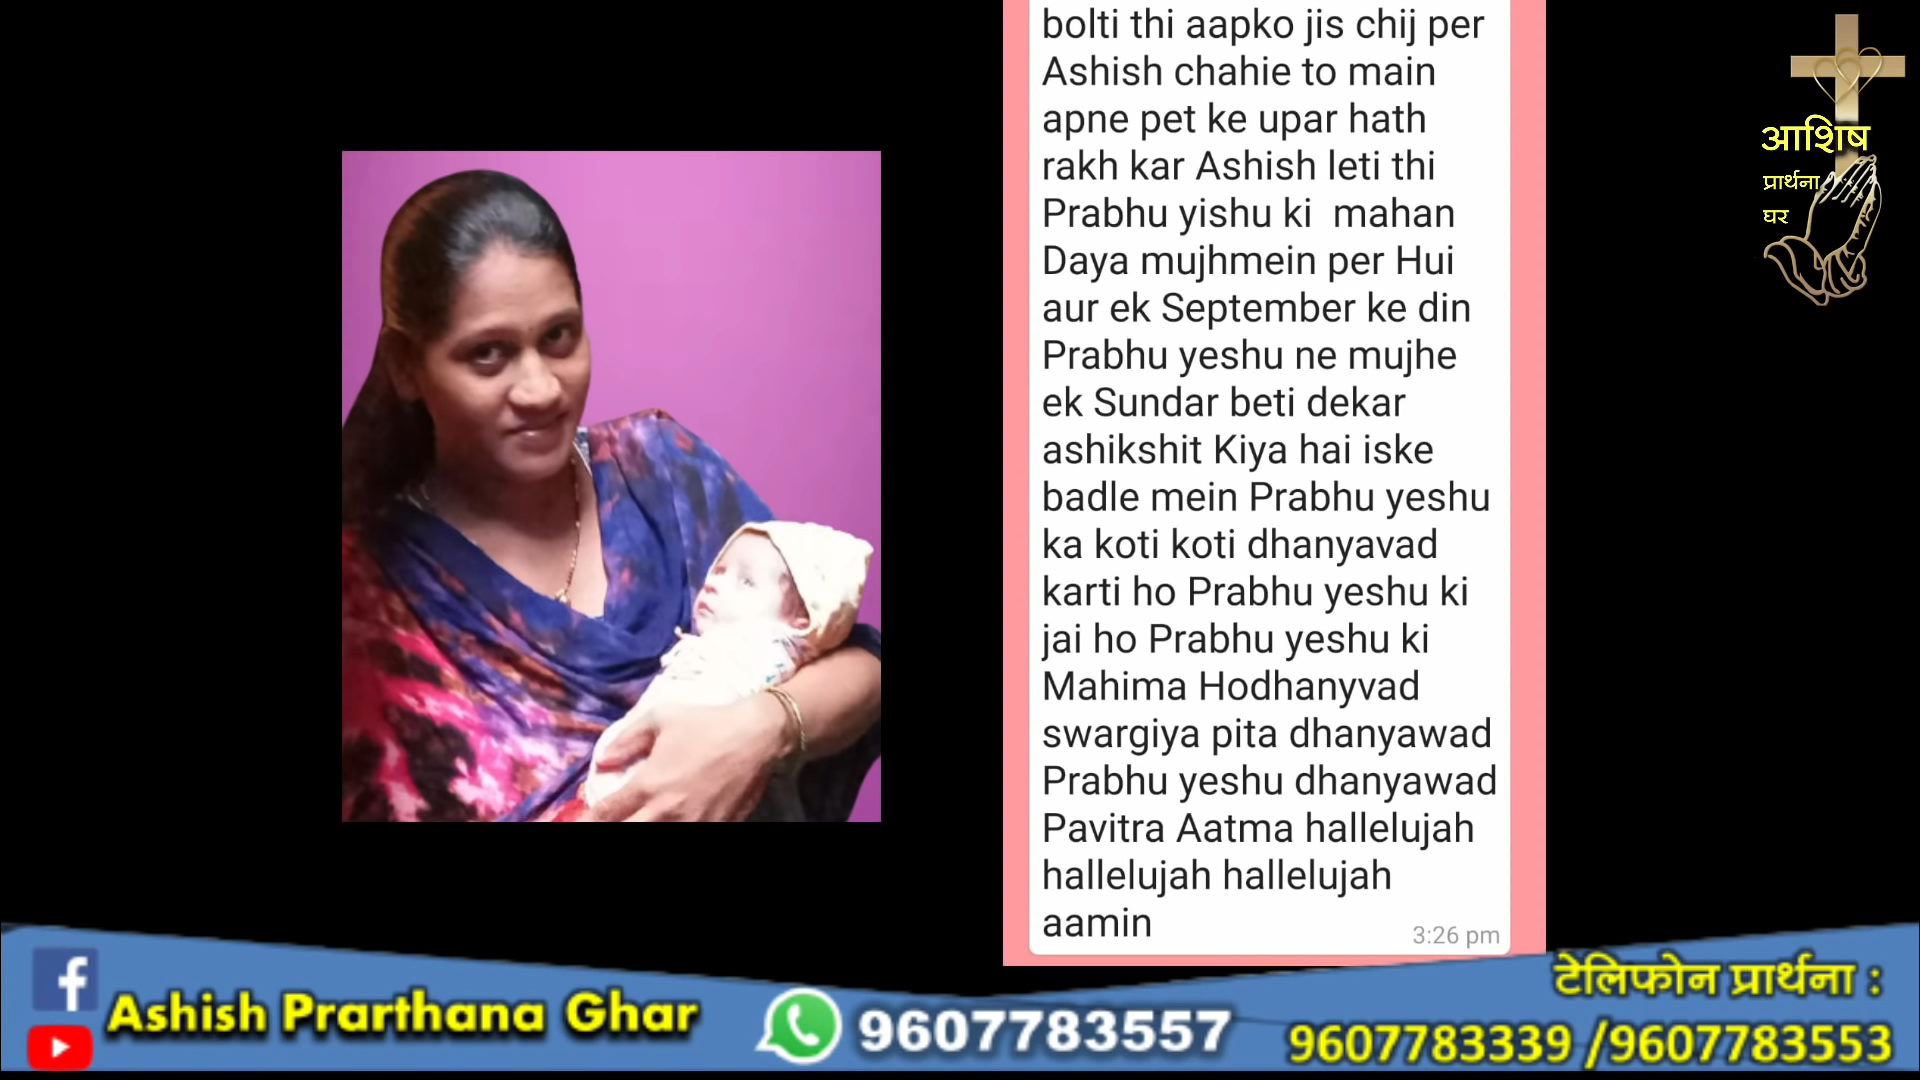 bolti thi aapko jis chij per
Ashish chahie to main
apne pet ke upar hath
rakh kar Ashish leti thi
Prabhu yishu ki  mahan
Daya mujhmein per Hui
aur ek September ke din
Prabhu yeshu ne mujhe
ek Sundar beti dekar
ashikshit Kiya hai iske
badle mein Prabhu yeshu
ka koti koti dhanyavad
karti ho Prabhu yeshu ki
jai ho Prabhu yeshu ki
Mahima Hodhanyvad
swargiya pita dhanyawad
Prabhu yeshu dhanyawad
Pavitra Aatma hallelujah
hallelujah hallelujah
aamin
3:26 pm
आशिष
प्रार्थना
घर
Ashish Prarthana Ghar
9607783557
टेलिफोन प्रार्थना :
9607783339 /9607783553